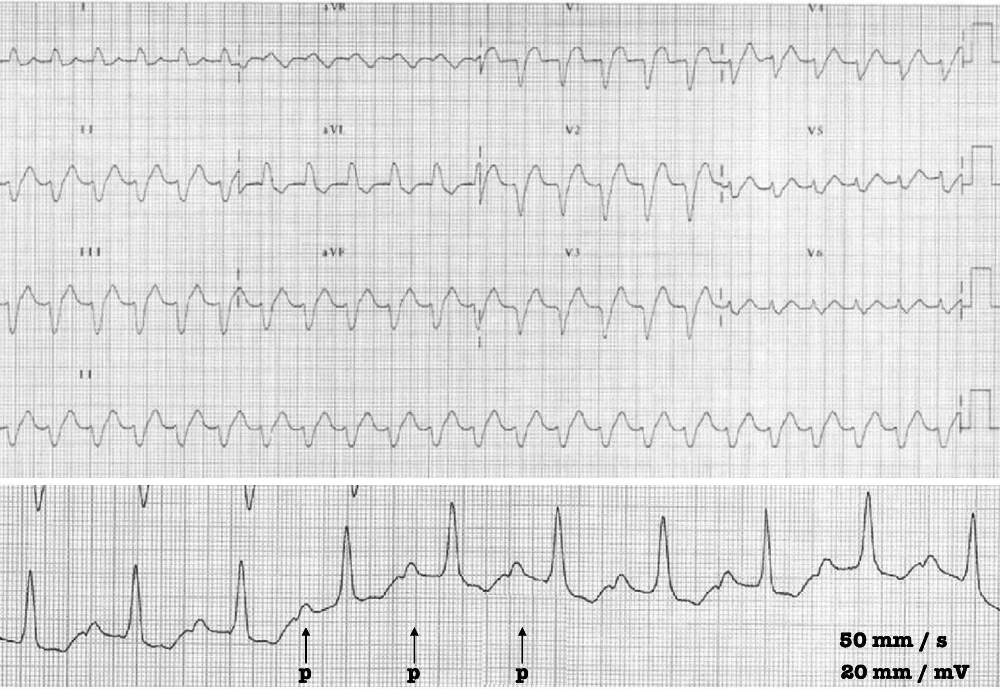 I aVR V1 V4
II aVL V2 V5
III aVF V3 V6
II
50 mm / s
20 mm / mV
p p p